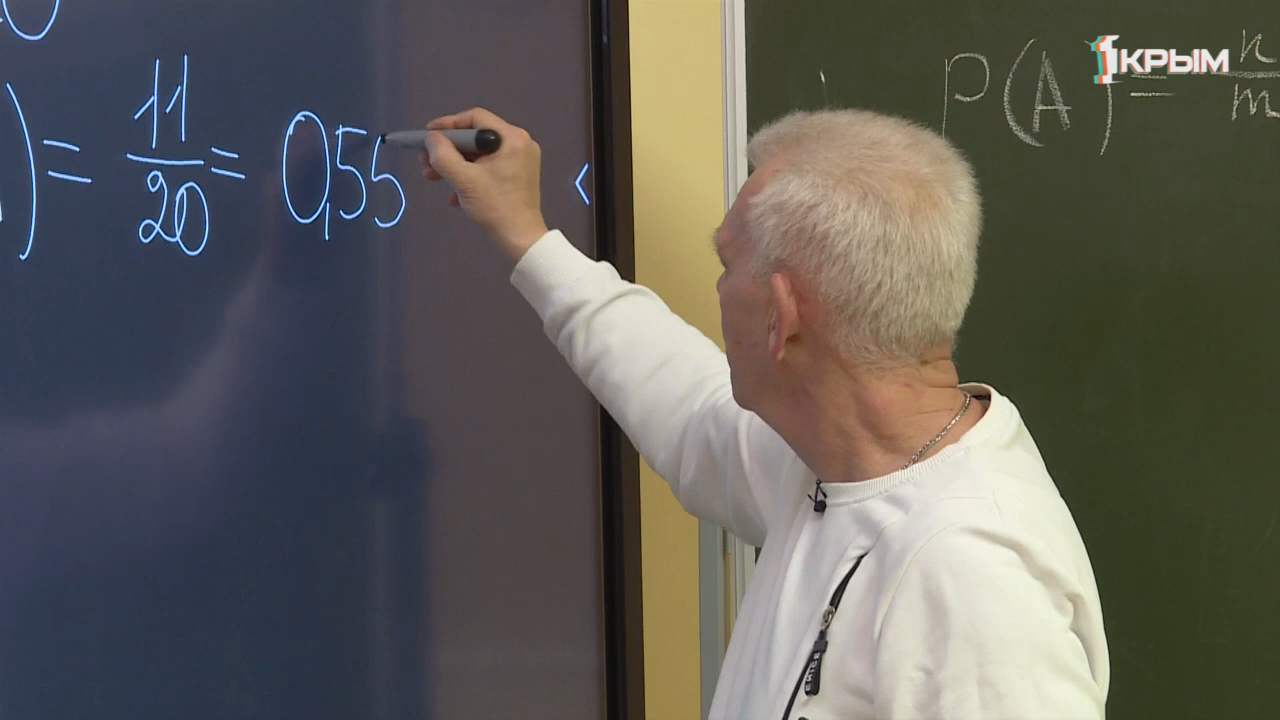 ) = 11/20 = 0,55
P(A) = n/m
1КРЫМ